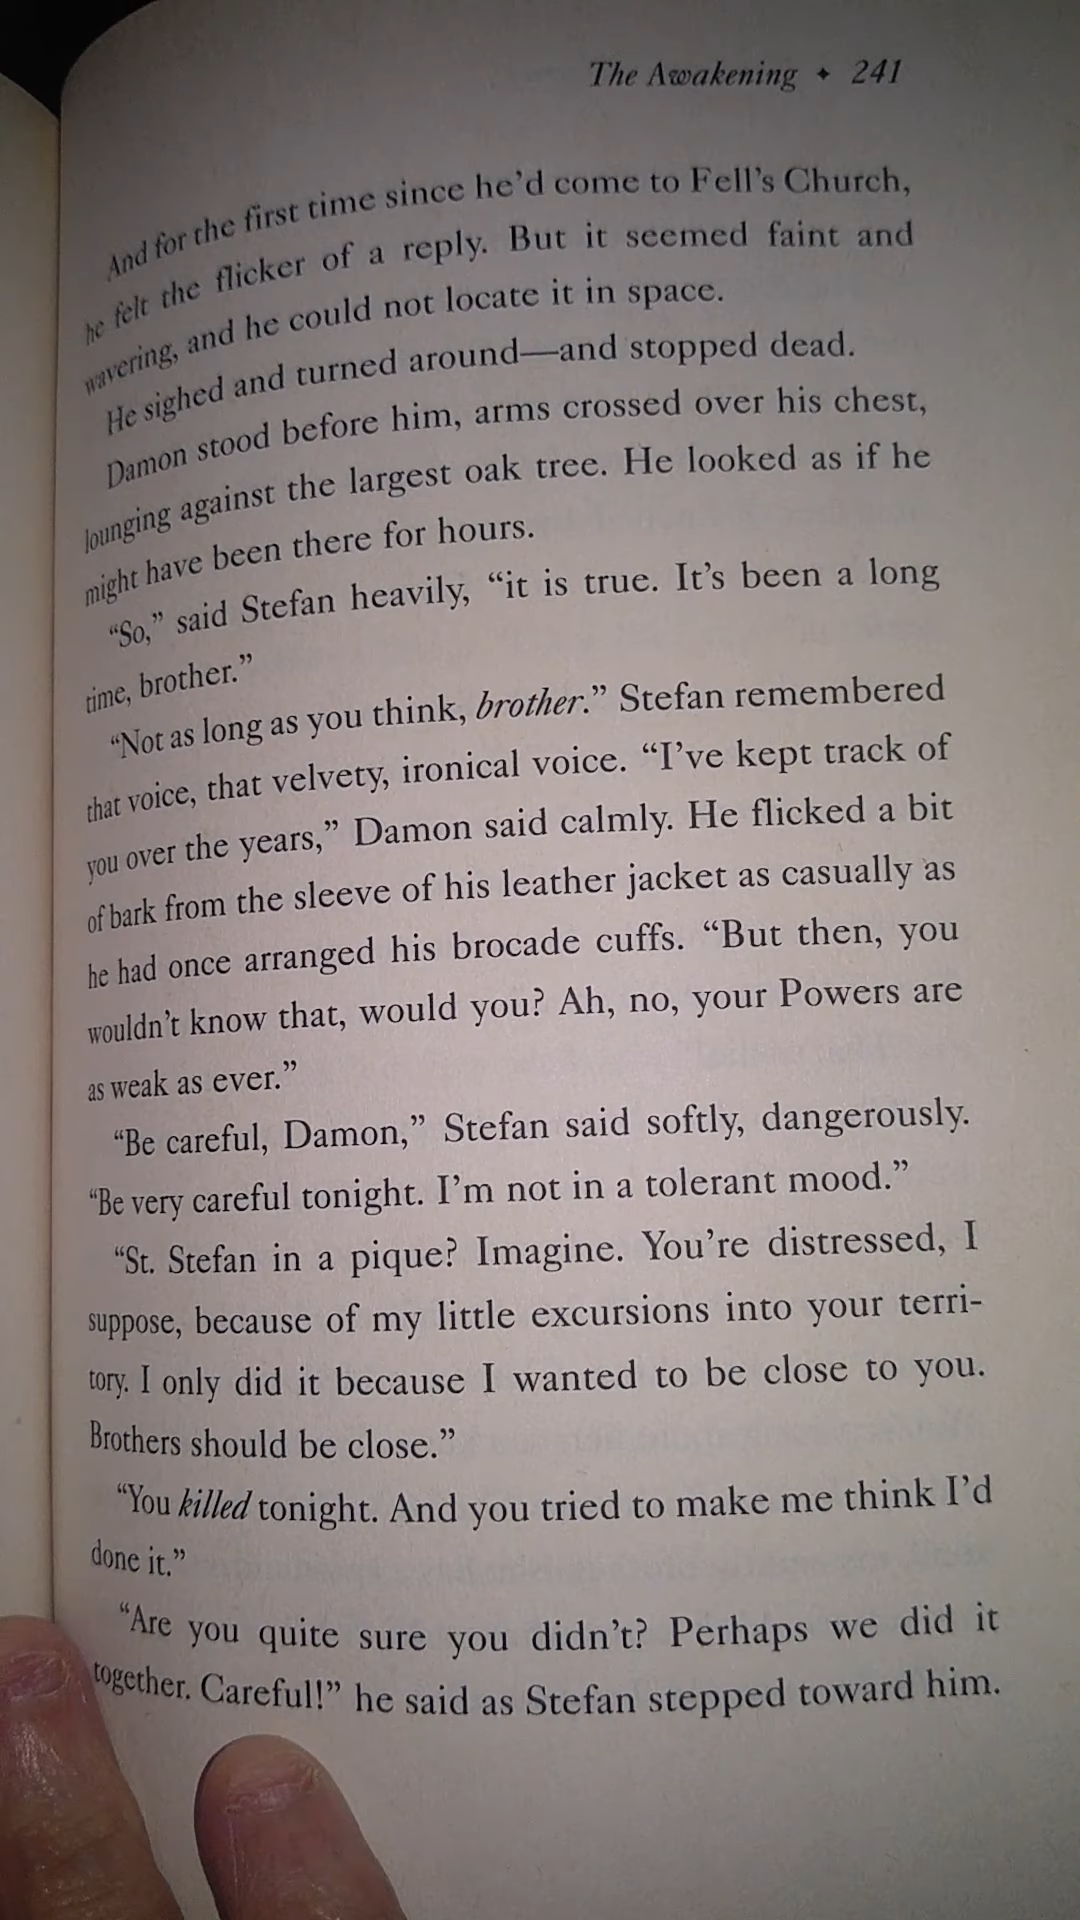 The Awakening ✦ 241
And for the first time since he'd come to Fell's Church,
he felt the flicker of a reply. But it seemed faint and
wavering, and he could not locate it in space.
He sighed and turned around—and stopped dead.
Damon stood before him, arms crossed over his chest,
lounging against the largest oak tree. He looked as if he
might have been there for hours.
“So,” said Stefan heavily, “it is true. It's been a long
time, brother.”
“Not as long as you think, brother.” Stefan remembered
that voice, that velvety, ironical voice. “I've kept track of
you over the years,” Damon said calmly. He flicked a bit
of bark from the sleeve of his leather jacket as casually as
he had once arranged his brocade cuffs. “But then, you
wouldn't know that, would you? Ah, no, your Powers are
as weak as ever.”
“Be careful, Damon,” Stefan said softly, dangerously.
“Be very careful tonight. I'm not in a tolerant mood.”
“St. Stefan in a pique? Imagine. You're distressed, I
suppose, because of my little excursions into your terri-
tory. I only did it because I wanted to be close to you.
Brothers should be close.”
“You killed tonight. And you tried to make me think I'd
done it.”
“Are you quite sure you didn't? Perhaps we did it
together. Careful!” he said as Stefan stepped toward him.